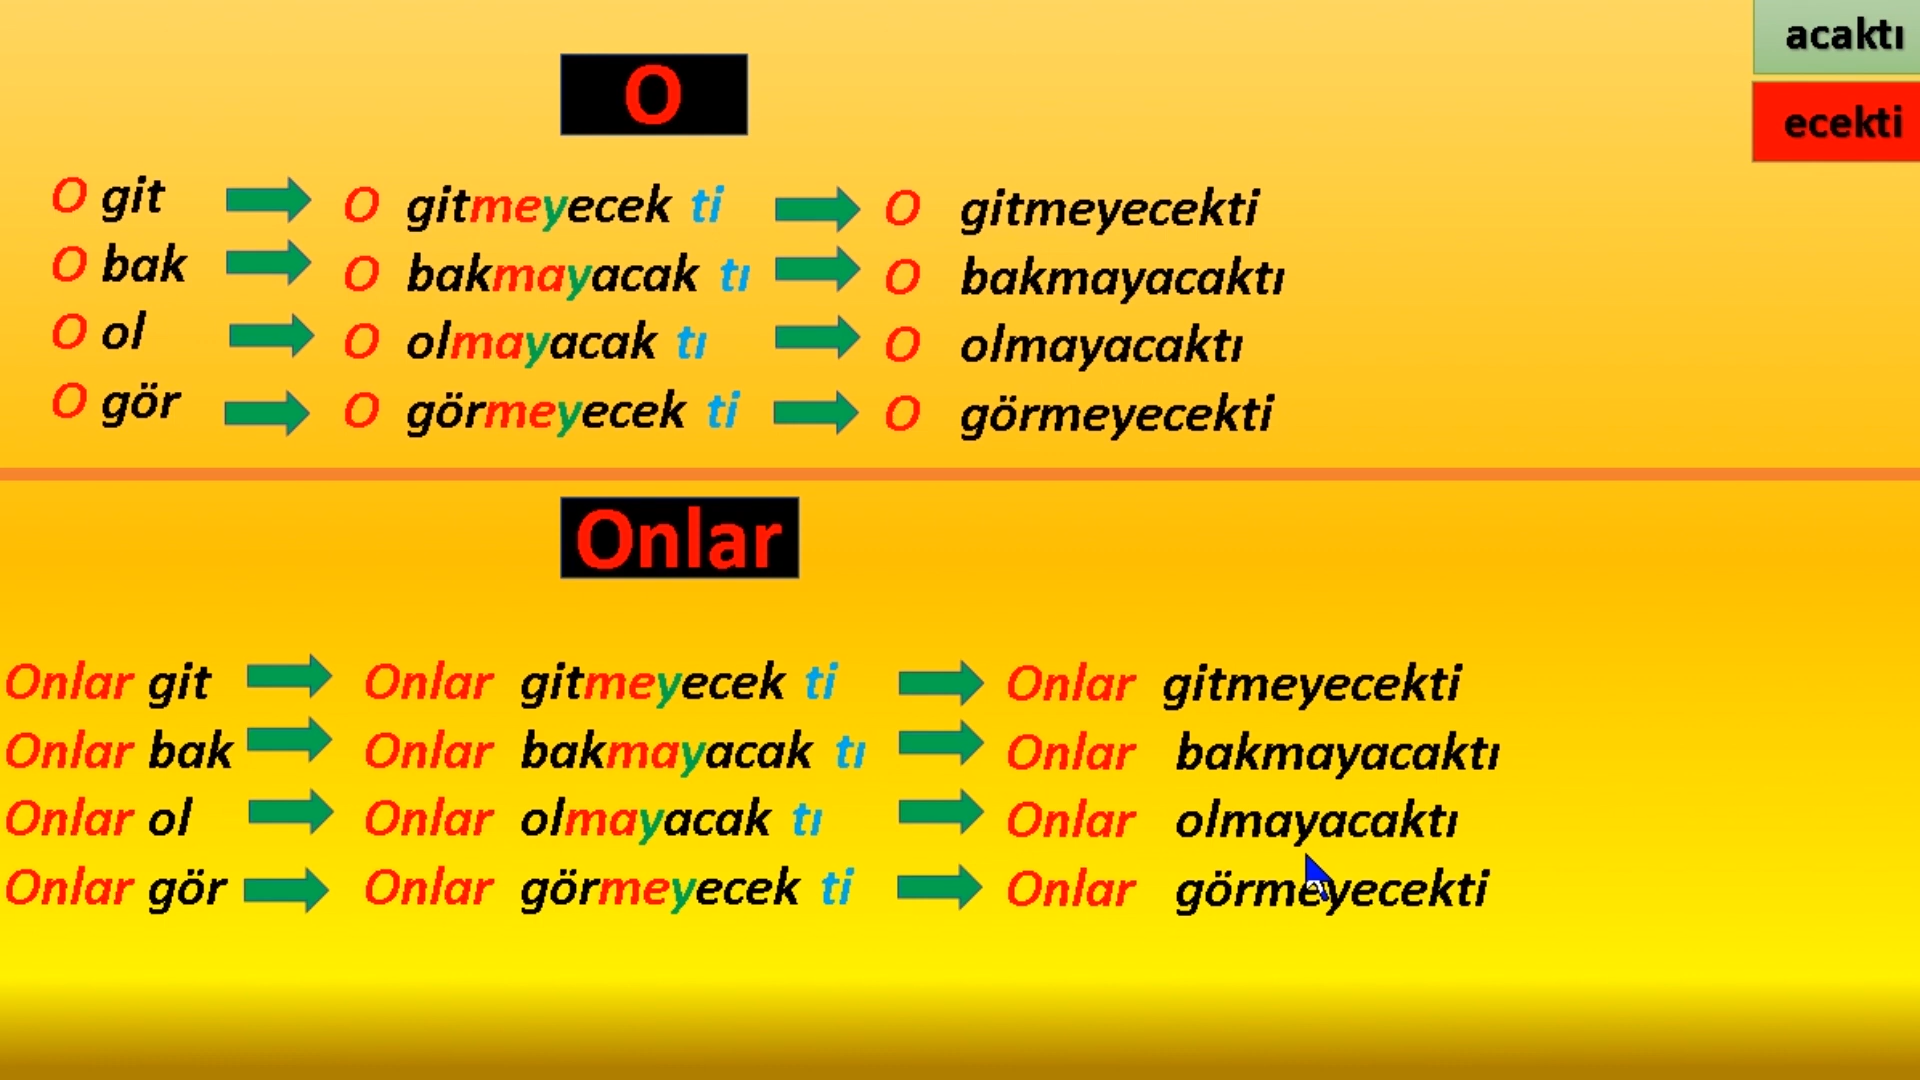 acaktı
ecekti
O
O git O gitmeyecek ti O gitmeyecekti
O bak O bakmayacak tı O bakmayacaktı
O ol O olmayacak tı O olmayacaktı
O gör O görmeyecek ti O görmeyecekti
Onlar
Onlar git Onlar gitmeyecek ti Onlar gitmeyecekti
Onlar bak Onlar bakmayacak tı Onlar bakmayacaktı
Onlar ol Onlar olmayacak tı Onlar olmayacaktı
Onlar gör Onlar görmeyecek ti Onlar görmeyecekti